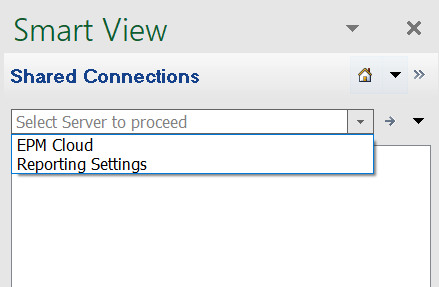 Smart View
Shared Connections
Select Server to proceed
EPM Cloud
Reporting Settings